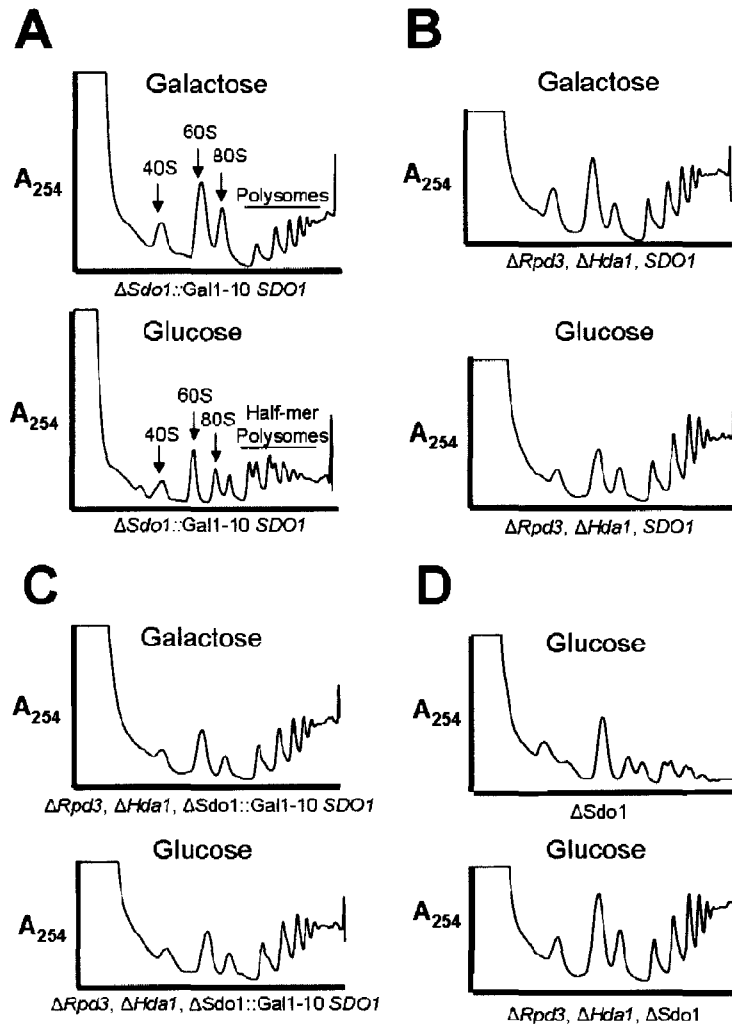 A
Galactose
60S
40S
80S
Polysomes
A254
ΔSdo1::Gal1-10 SDO1
Glucose
60S
40S
80S
Half-mer
Polysomes
A254
ΔSdo1::Gal1-10 SDO1
B
Galactose
A254
ΔRpd3, ΔHda1, SDO1
Glucose
A254
ΔRpd3, ΔHda1, SDO1
C
Galactose
A254
ΔRpd3, ΔHda1, ΔSdo1::Gal1-10 SDO1
Glucose
A254
ΔRpd3, ΔHda1, ΔSdo1::Gal1-10 SDO1
D
Glucose
A254
ΔSdo1
Glucose
A254
ΔRpd3, ΔHda1, ΔSdo1